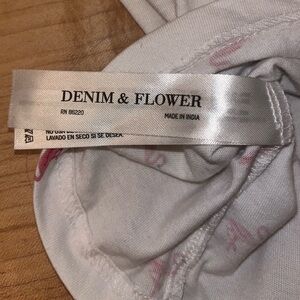 DENIM & FLOWER
RN 86220
MADE IN INDIA
LAVADO EN SECO SI SE DESEA.